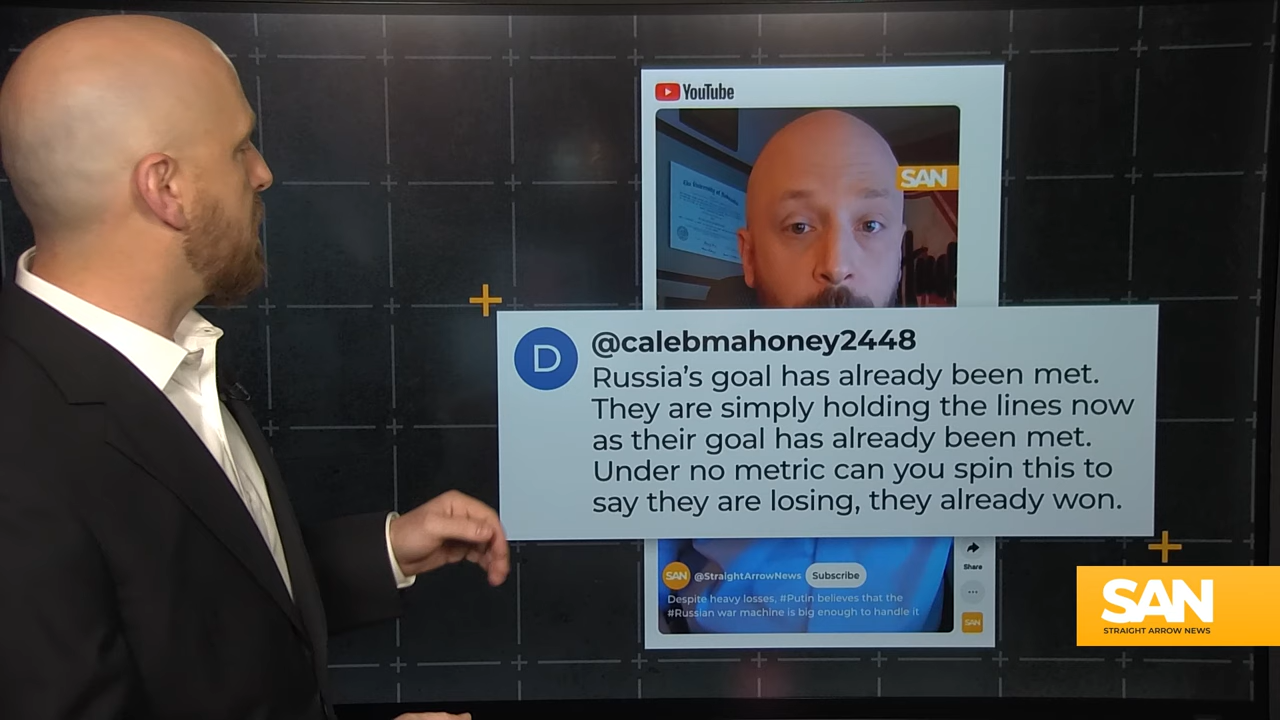 YouTube
SAN
D
@calebmahoney2448
Russia's goal has already been met.
They are simply holding the lines now
as their goal has already been met.
Under no metric can you spin this to
say they are losing, they already won.
SAN @StraightArrowNews Subscribe
Share
Despite heavy losses, #Putin believes that the
#Russian war machine is big enough to handle it
SAN
SAN
STRAIGHT ARROW NEWS